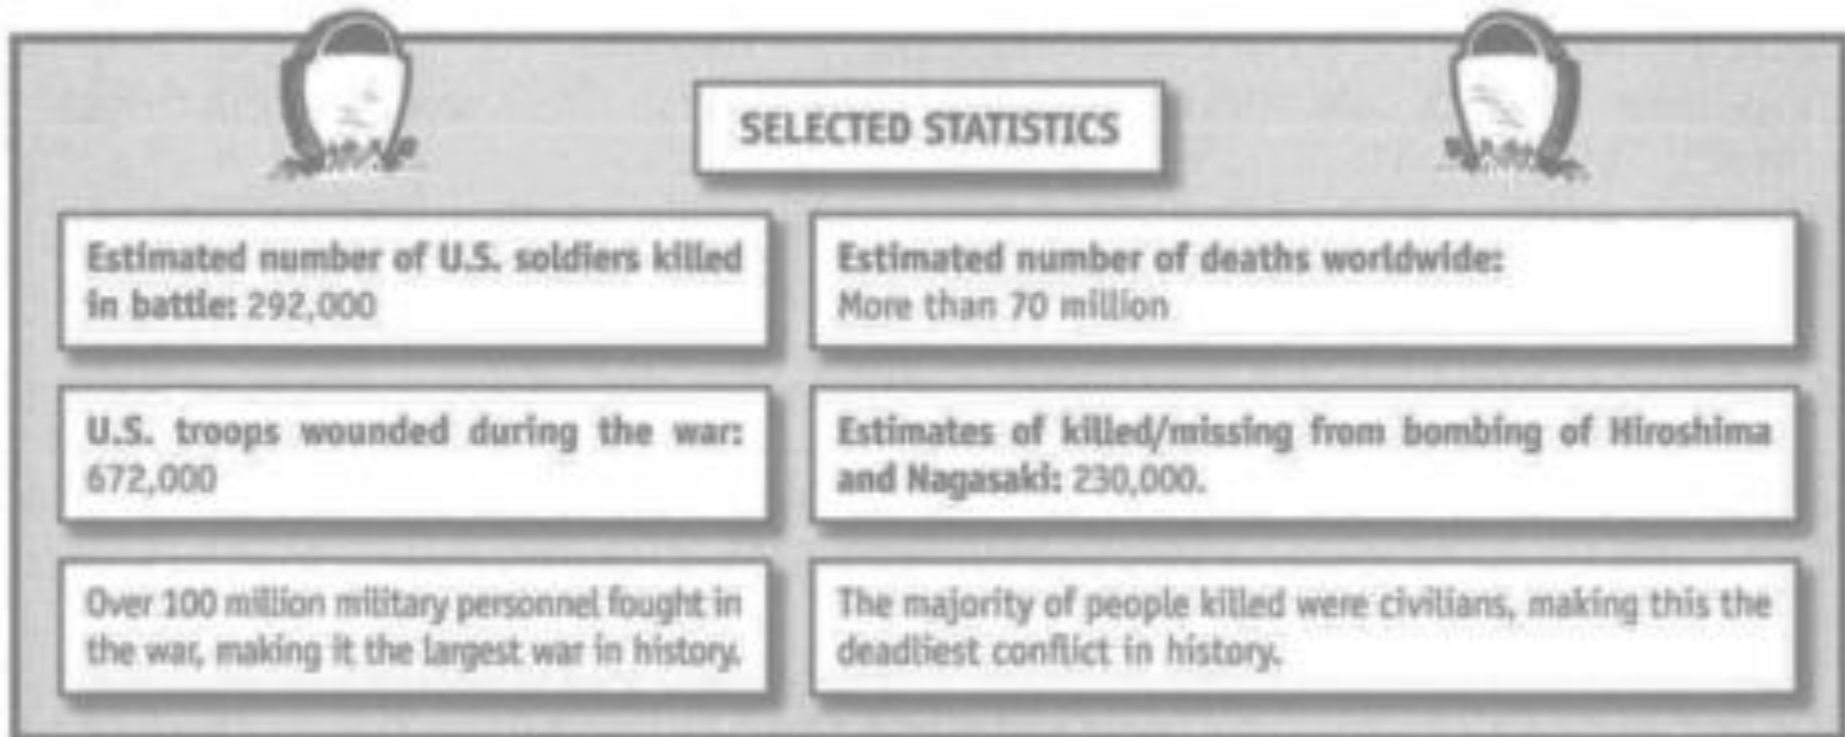 SELECTED STATISTICS
Estimated number of U.S. soldiers killed
in battle: 292,000
Estimated number of deaths worldwide:
More than 70 million
U.S. troops wounded during the war:
672,000
Estimates of killed/missing from bombing of Hiroshima
and Nagasaki: 230,000.
Over 100 million military personnel fought in
the war, making it the largest war in history.
The majority of people killed were civilians, making this the
deadliest conflict in history.